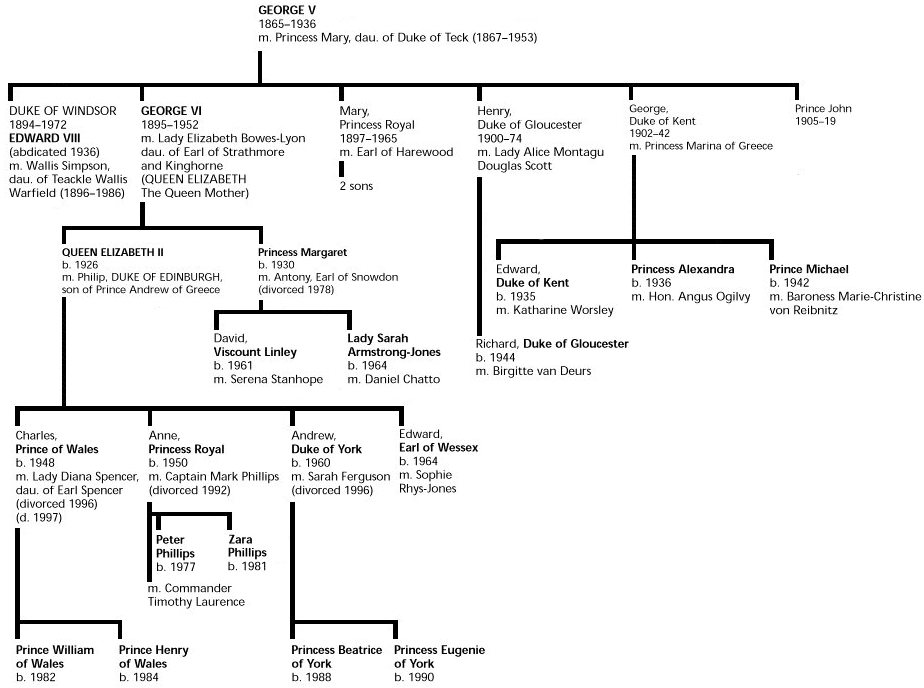 GEORGE V
1865–1936
m. Princess Mary, dau. of Duke of Teck (1867–1953)
DUKE OF WINDSOR
1894–1972
EDWARD VIII
(abdicated 1936)
m. Wallis Simpson,
dau. of Teackle Wallis
Warfield (1896–1986)
GEORGE VI
1895–1952
m. Lady Elizabeth Bowes-Lyon
dau. of Earl of Strathmore
and Kinghorne
(QUEEN ELIZABETH
The Queen Mother)
Mary,
Princess Royal
1897–1965
m. Earl of Harewood
2 sons
Henry,
Duke of Gloucester
1900–74
m. Lady Alice Montagu
Douglas Scott
George,
Duke of Kent
1902–42
m. Princess Marina of Greece
Prince John
1905–19
QUEEN ELIZABETH II
b. 1926
m. Philip, DUKE OF EDINBURGH,
son of Prince Andrew of Greece
Princess Margaret
b. 1930
m. Antony, Earl of Snowdon
(divorced 1978)
Edward,
Duke of Kent
b. 1935
m. Katharine Worsley
Princess Alexandra
b. 1936
m. Hon. Angus Ogilvy
Prince Michael
b. 1942
m. Baroness Marie-Christine
von Reibnitz
David,
Viscount Linley
b. 1961
m. Serena Stanhope
Lady Sarah
Armstrong-Jones
b. 1964
m. Daniel Chatto
Richard, Duke of Gloucester
b. 1944
m. Birgitte van Deurs
Charles,
Prince of Wales
b. 1948
m. Lady Diana Spencer,
dau. of Earl Spencer
(divorced 1996)
(d. 1997)
Anne,
Princess Royal
b. 1950
m. Captain Mark Phillips
(divorced 1992)
Andrew,
Duke of York
b. 1960
m. Sarah Ferguson
(divorced 1996)
Edward,
Earl of Wessex
b. 1964
m. Sophie
Rhys-Jones
Peter
Phillips
b. 1977
Zara
Phillips
b. 1981
m. Commander
Timothy Laurence
Prince William
of Wales
b. 1982
Prince Henry
of Wales
b. 1984
Princess Beatrice
of York
b. 1988
Princess Eugenie
of York
b. 1990